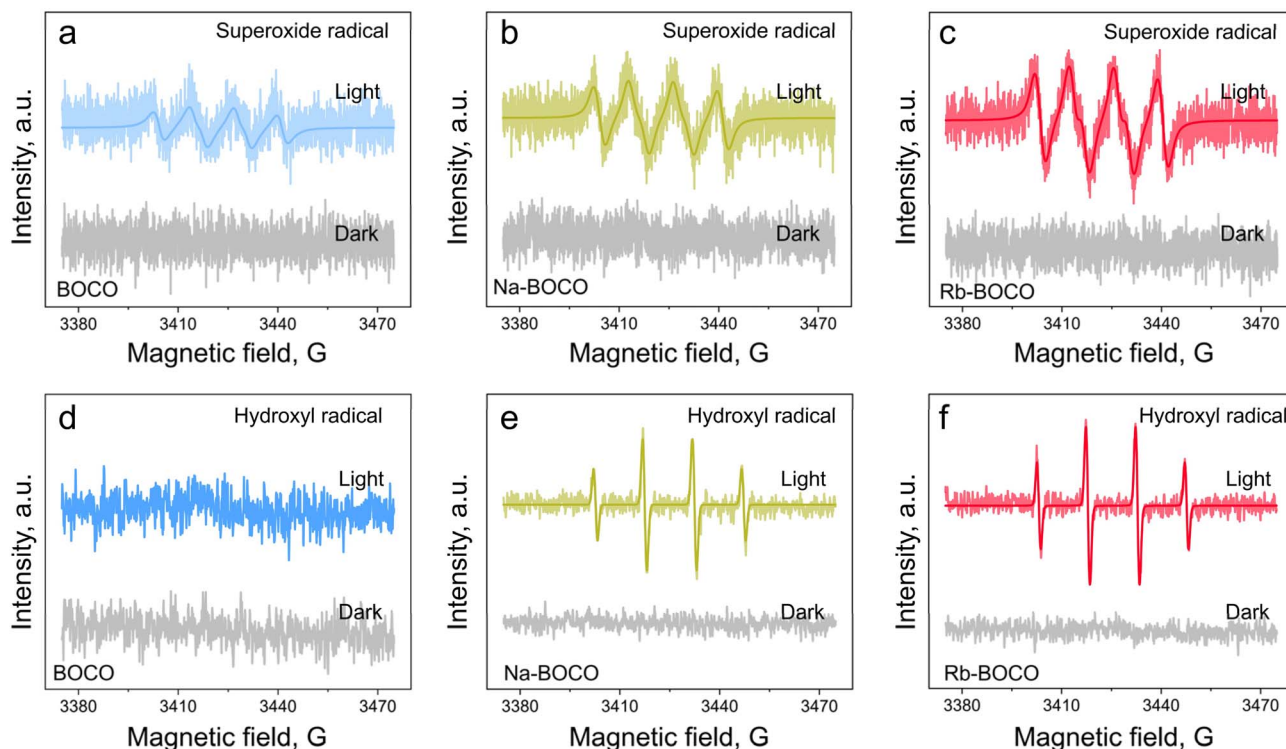 a
Superoxide radical
Light
Dark
BOCO
Intensity, a.u.
3380 3410 3440 3470
Magnetic field, G
b
Superoxide radical
Light
Dark
Na-BOCO
Intensity, a.u.
3380 3410 3440 3470
Magnetic field, G
c
Superoxide radical
Light
Dark
Rb-BOCO
Intensity, a.u.
3380 3410 3440 3470
Magnetic field, G
d
Hydroxyl radical
Light
Dark
BOCO
Intensity, a.u.
3380 3410 3440 3470
Magnetic field, G
e
Hydroxyl radical
Light
Dark
Na-BOCO
Intensity, a.u.
3380 3410 3440 3470
Magnetic field, G
f
Hydroxyl radical
Light
Dark
Rb-BOCO
Intensity, a.u.
3380 3410 3440 3470
Magnetic field, G